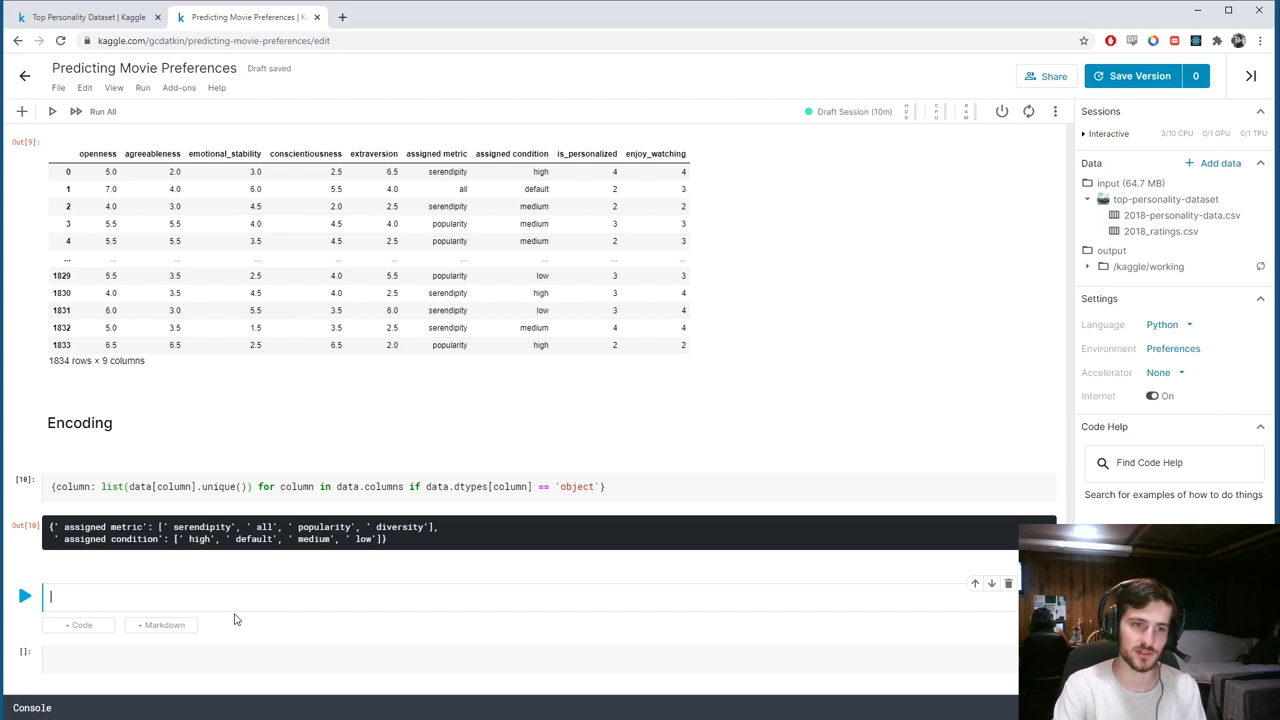 Top Personality Dataset | Kaggle
Predicting Movie Preferences | K
kaggle.com/gcdatkin/predicting-movie-preferences/edit
Predicting Movie Preferences Draft saved
File Edit View Run Add-ons Help
Share
Save Version 0
Run All
Draft Session (10m)
HDD
CPU
RAM
Out[9]:
openness agreeableness emotional_stability conscientiousness extraversion assigned metric assigned condition is_personalized enjoy_watching
0 5.0 2.0 3.0 2.5 6.5 serendipity high 4 4
1 7.0 4.0 6.0 5.5 4.0 all default 2 3
2 4.0 3.0 4.5 2.0 2.5 serendipity medium 2 2
3 5.5 5.5 4.0 4.5 4.0 popularity medium 3 3
4 5.5 5.5 3.5 4.5 2.5 popularity medium 2 3
... ... ... ... ... ... ... ... ... ...
1829 5.5 3.5 2.5 4.0 5.5 popularity low 3 3
1830 4.0 3.5 4.5 4.0 2.5 serendipity high 3 4
1831 6.0 3.0 5.5 3.5 6.0 serendipity low 3 4
1832 5.0 3.5 1.5 3.5 2.5 serendipity medium 4 4
1833 6.5 6.5 2.5 6.5 2.0 popularity high 2 2
1834 rows × 9 columns
Encoding
[10]:
{column: list(data[column].unique()) for column in data.columns if data.dtypes[column] == 'object'}
Out[10]
{' assigned metric': [' serendipity', ' all', ' popularity', ' diversity'],
' assigned condition': [' high', ' default', ' medium', ' low']}
+ Code + Markdown
[]:
Console
Sessions
Interactive 3/10 CPU 0/1 GPU 0/1 TPU
Data
+ Add data
input (64.7 MB)
top-personality-dataset
2018-personality-data.csv
2018_ratings.csv
output
/kaggle/working
Settings
Language Python
Environment Preferences
Accelerator None
Internet On
Code Help
Find Code Help
Search for examples of how to do things